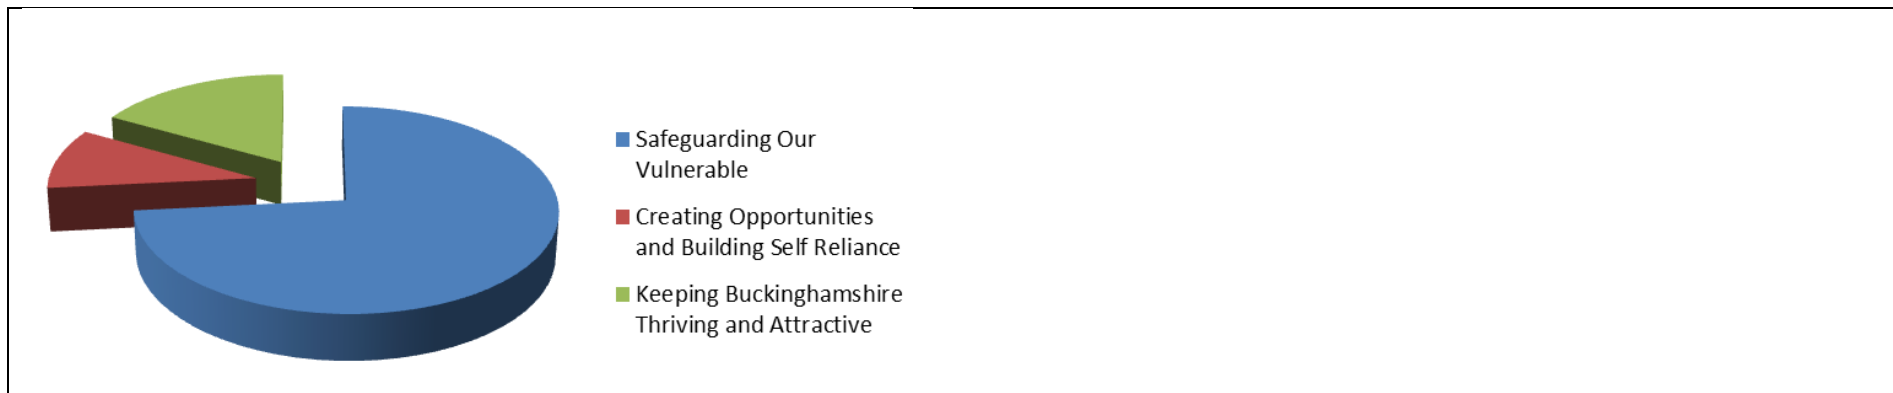 Safeguarding Our
Vulnerable
Creating Opportunities
and Building Self Reliance
Keeping Buckinghamshire
Thriving and Attractive